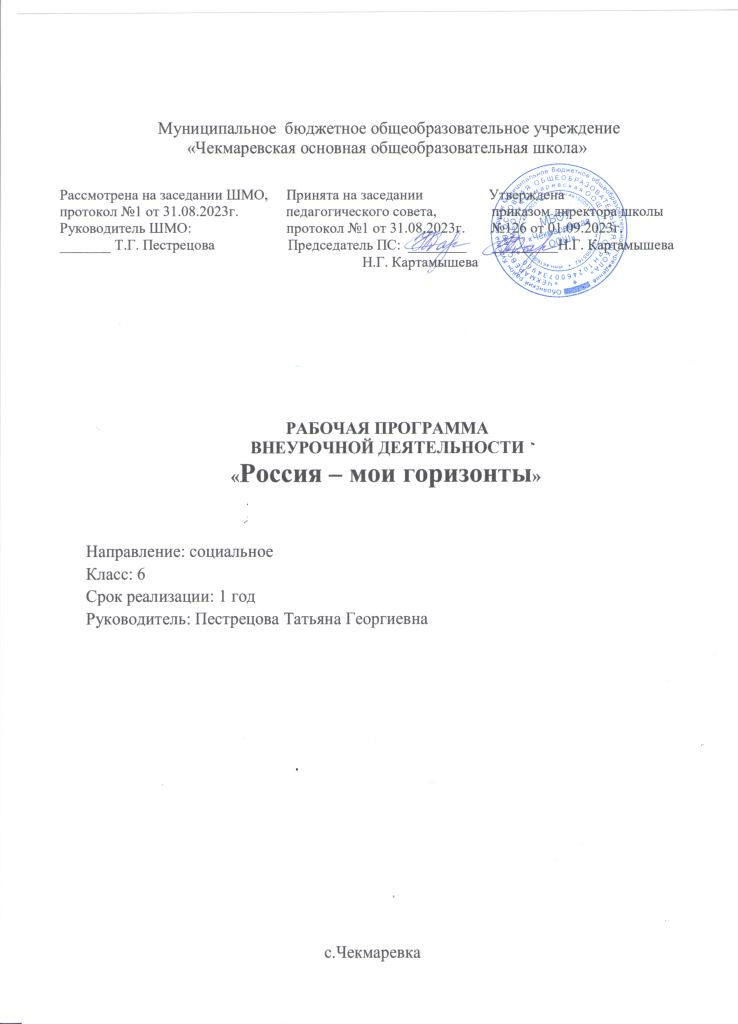 Муниципальное бюджетное общеобразовательное учреждение
«Чекмаревская основная общеобразовательная школа»
Рассмотрена на заседании ШМО,
протокол №1 от 31.08.2023г.
Руководитель ШМО:
________ Т.Г. Пестрецова
Принята на заседании
педагогического совета,
протокол №1 от 31.08.2023г.
Председатель ПС: _________
Н.Г. Картамышева
Утверждена
приказом директора школы
№126 от 01.09.2023г.
__________Н.Г. Картамышева
РАБОЧАЯ ПРОГРАММА
ВНЕУРОЧНОЙ ДЕЯТЕЛЬНОСТИ
«Россия – мои горизонты»
Направление: социальное
Класс: 6
Срок реализации: 1 год
Руководитель: Пестрецова Татьяна Георгиевна
с.Чекмаревка